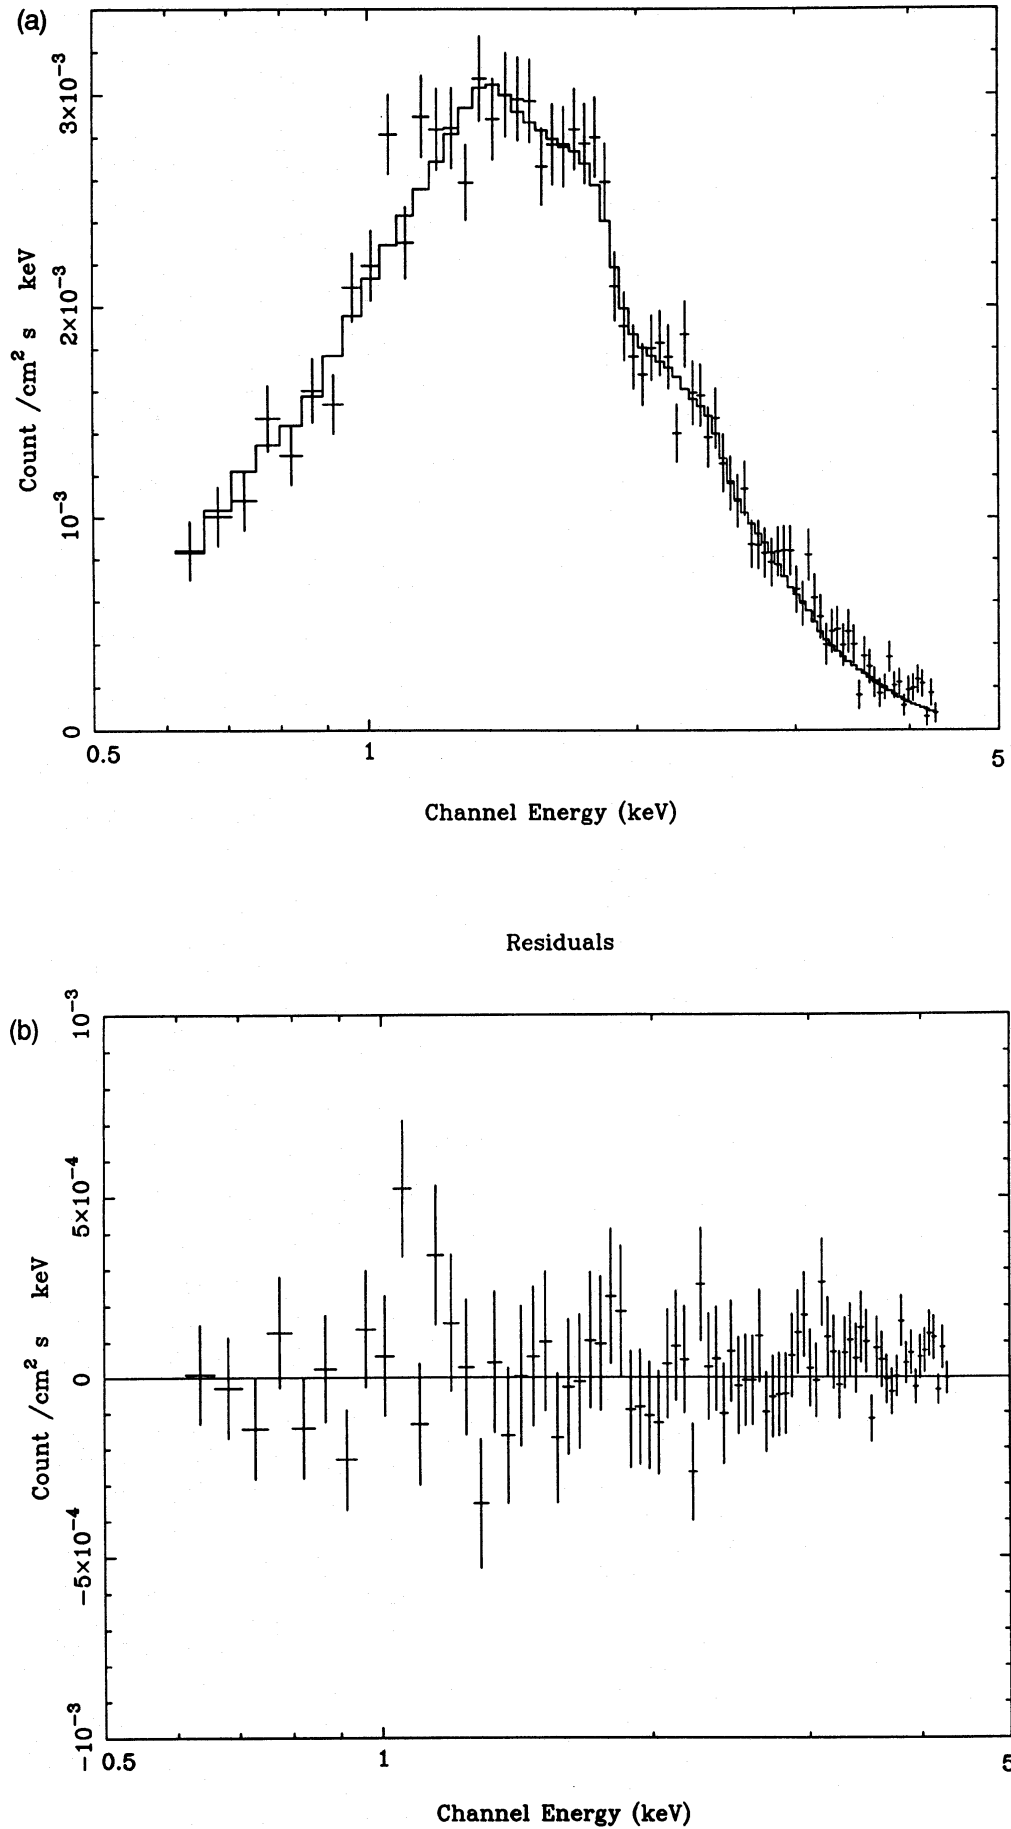 (a)
3×10⁻³
2×10⁻³
10⁻³
0
Count /cm² s keV
0.5 1 5
Channel Energy (keV)
Residuals
(b)
10⁻³
5×10⁻⁴
0
−5×10⁻⁴
−10⁻³
Count /cm² s keV
0.5 1 5
Channel Energy (keV)